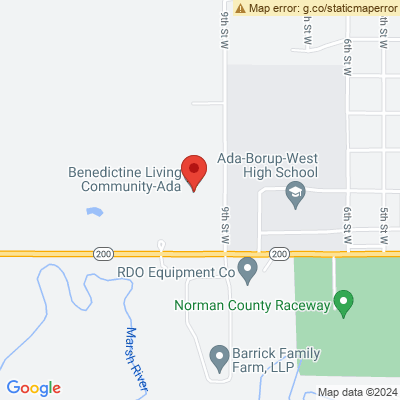 Map error: g.co/staticmaperror
9th St W
h St W
6th St W
5th St W
Benedictine Living
Community-Ada
Ada-Borup-West
High School
9th St W
6th St W
5th St W
200
200
RDO Equipment Co
Norman County Raceway
Marsh River
Barrick Family
Farm, LLP
Google
Map data ©2024